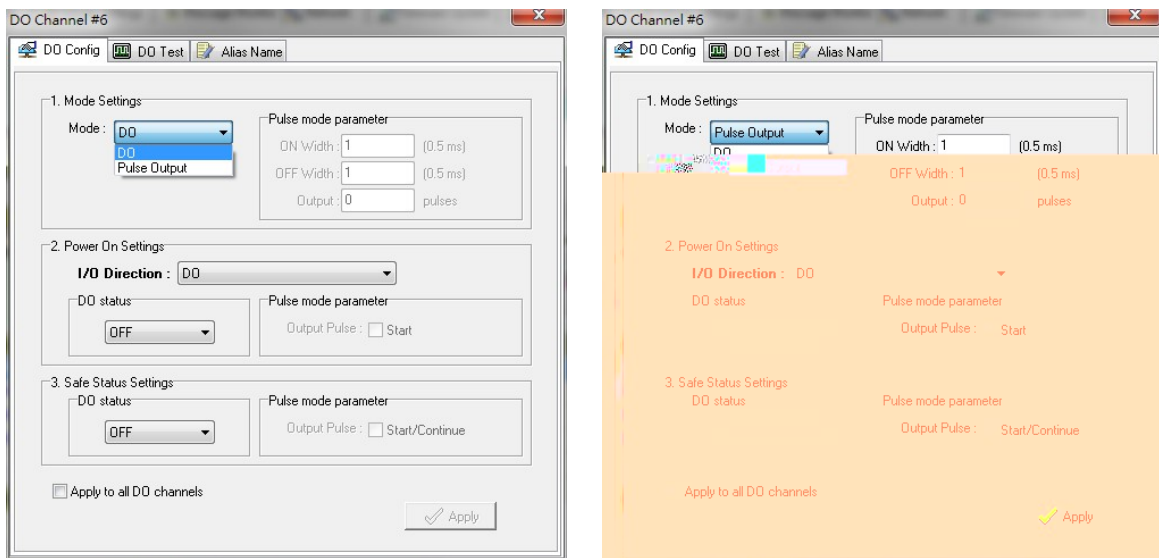 DO Channel #6
DO Config DO Test Alias Name
1. Mode Settings
Mode : DO
DO
Pulse Output
Pulse mode parameter
ON Width : 1 (0.5 ms)
OFF Width : 1 (0.5 ms)
Output : 0 pulses
2. Power On Settings
I/O Direction : DO
DO status
OFF
Pulse mode parameter
Output Pulse : Start
3. Safe Status Settings
DO status
OFF
Pulse mode parameter
Output Pulse : Start/Continue
Apply to all DO channels
Apply
DO Channel #6
DO Config DO Test Alias Name
1. Mode Settings
Mode : Pulse Output
DO
Pulse mode parameter
ON Width : 1 (0.5 ms)
OFF Width : 1 (0.5 ms)
Output : 0 pulses
2. Power On Settings
I/O Direction : DO
DO status
Pulse mode parameter
Output Pulse : Start
3. Safe Status Settings
DO status
Pulse mode parameter
Output Pulse : Start/Continue
Apply to all DO channels
Apply